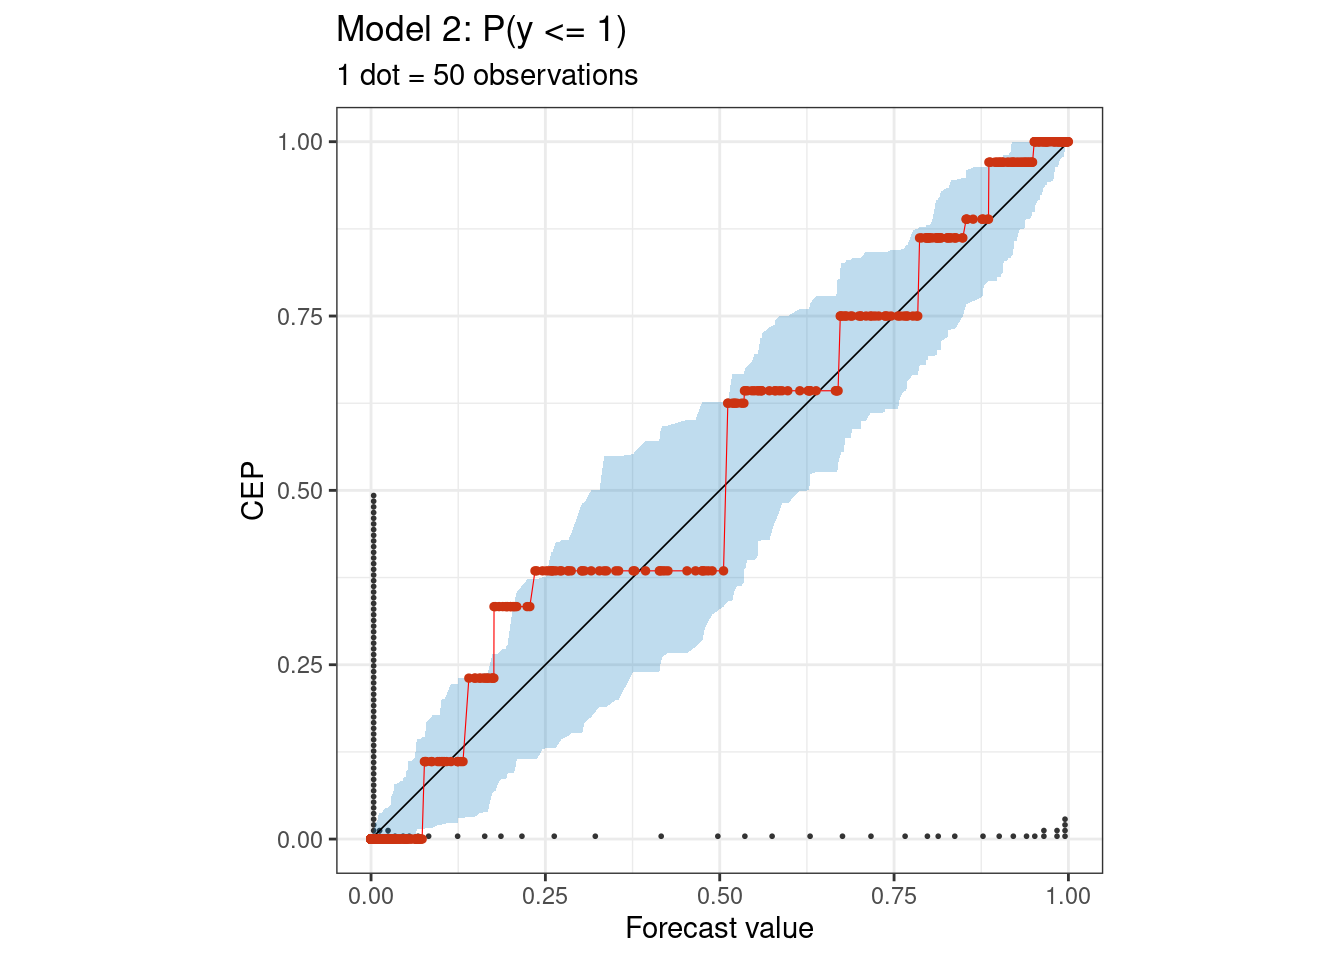 Model 2: P(y <= 1)
1 dot = 50 observations
1.00
0.75
0.50
0.25
0.00
CEP
0.00 0.25 0.50 0.75 1.00
Forecast value